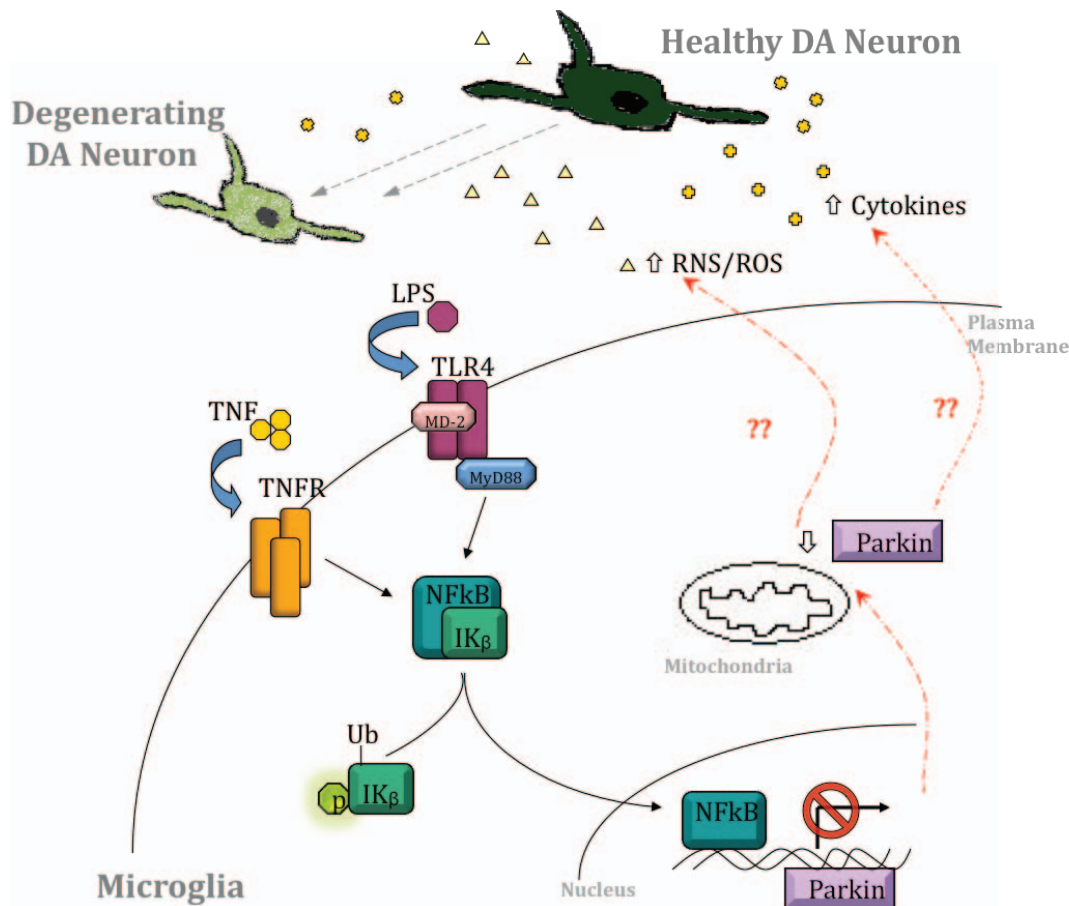 Healthy DA Neuron
Degenerating
DA Neuron
⇧ Cytokines
⇧ RNS/ROS
LPS
Plasma
Membrane
TLR4
TNF
MD-2
??
??
MyD88
TNFR
⇩ Parkin
NFkB
IKβ
Mitochondria
Ub
p
IKβ
NFkB
Microglia
Nucleus
Parkin